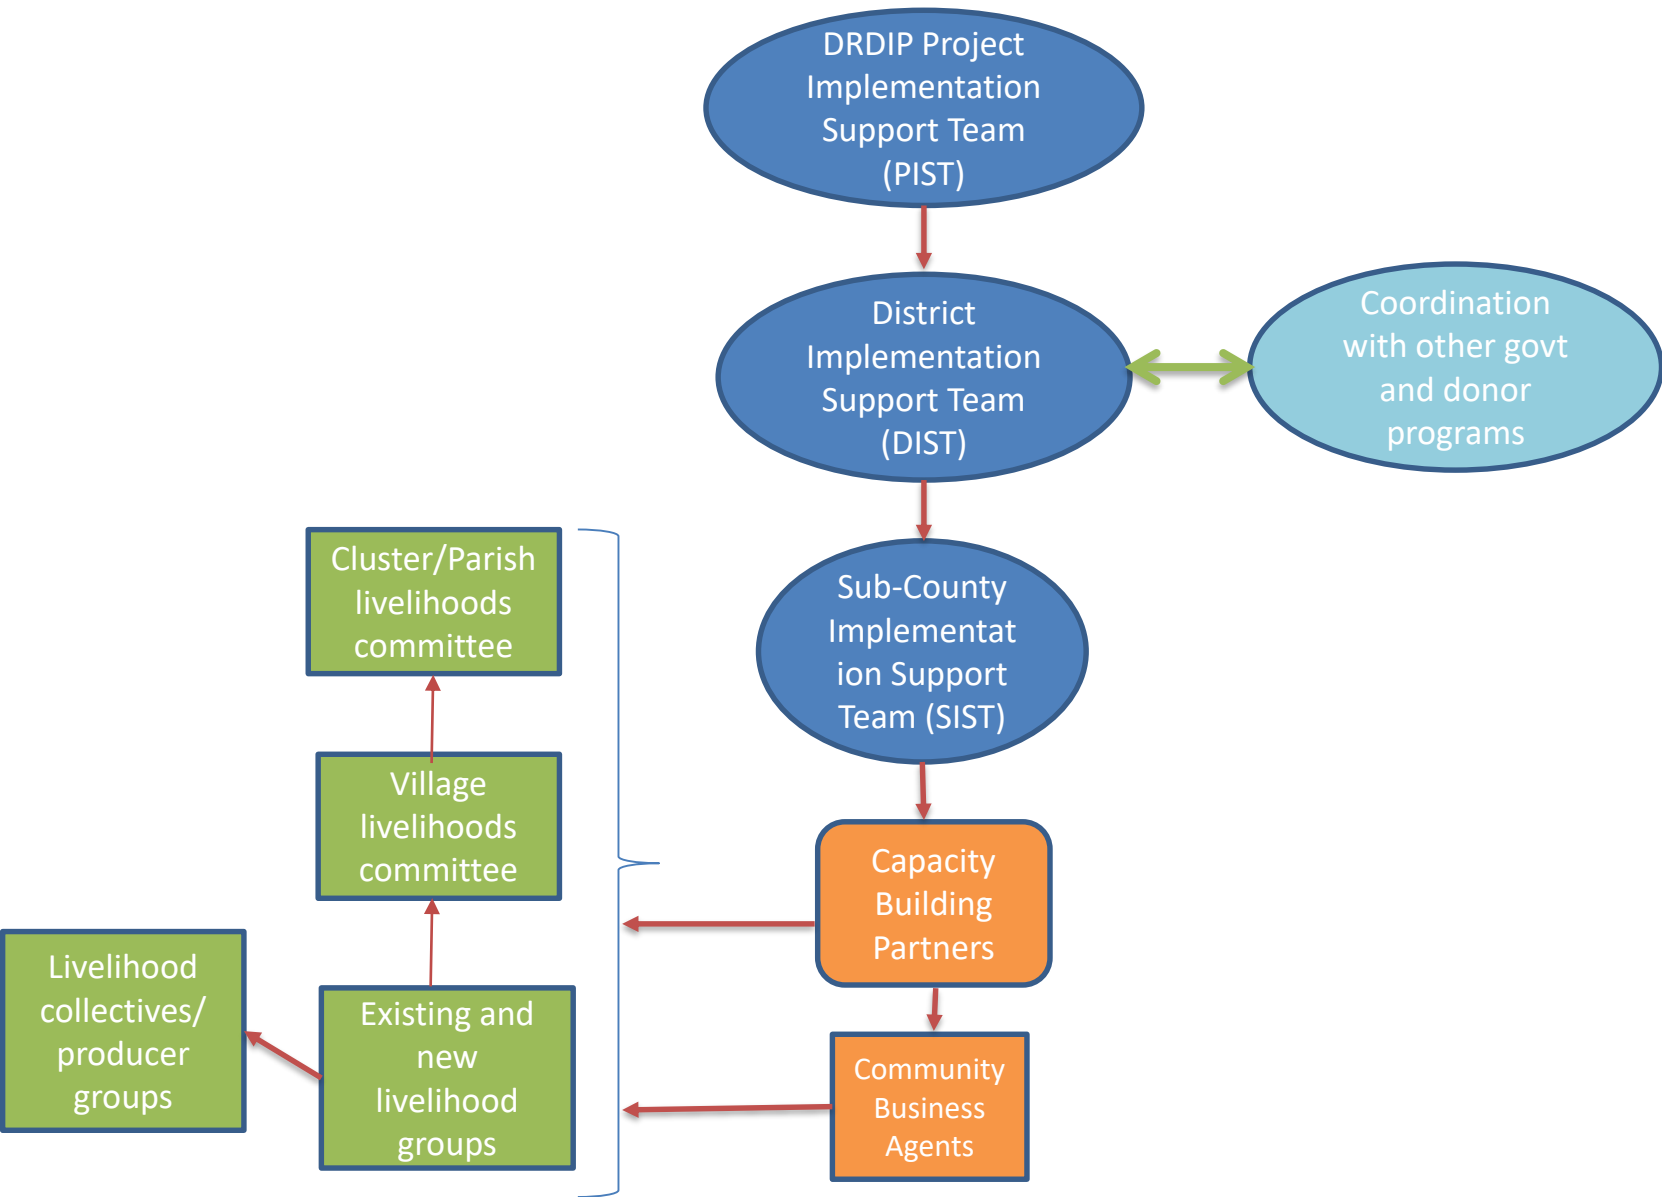 DRDIP Project
Implementation
Support Team
(PIST)
District
Implementation
Support Team
(DIST)
Coordination
with other govt
and donor
programs
Cluster/Parish
livelihoods
committee
Sub-County
Implementat
ion Support
Team (SIST)
Village
livelihoods
committee
Capacity
Building
Partners
Livelihood
collectives/
producer
groups
Existing and
new
livelihood
groups
Community
Business
Agents